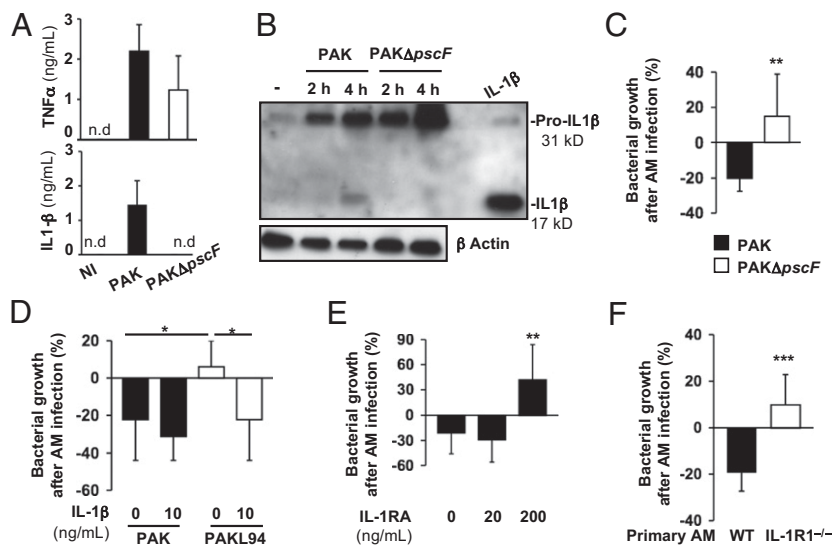 A
TNFα (ng/mL)
3
2
1
0
n.d
IL1-β (ng/mL)
3
2
1
0
n.d
n.d
NI
PAK
PAKΔpscF
B
PAK
PAKΔpscF
-
2 h
4 h
2 h
4 h
IL-1β
-Pro-IL1β
31 kD
-IL1β
17 kD
β Actin
C
Bacterial growth
after AM infection (%)
40
20
0
-20
-40
**
PAK
PAKΔpscF
D
Bacterial growth
after AM infection (%)
20
0
-20
-40
-60
*
*
IL-1β
(ng/mL)
0
10
0
10
PAK
PAKL94
E
Bacterial growth
after AM infection (%)
90
60
30
0
-30
-60
**
IL-1RA
(ng/mL)
0
20
200
F
Bacterial growth
after AM infection (%)
40
20
0
-20
-40
***
Primary AM
WT
IL-1R1–/–